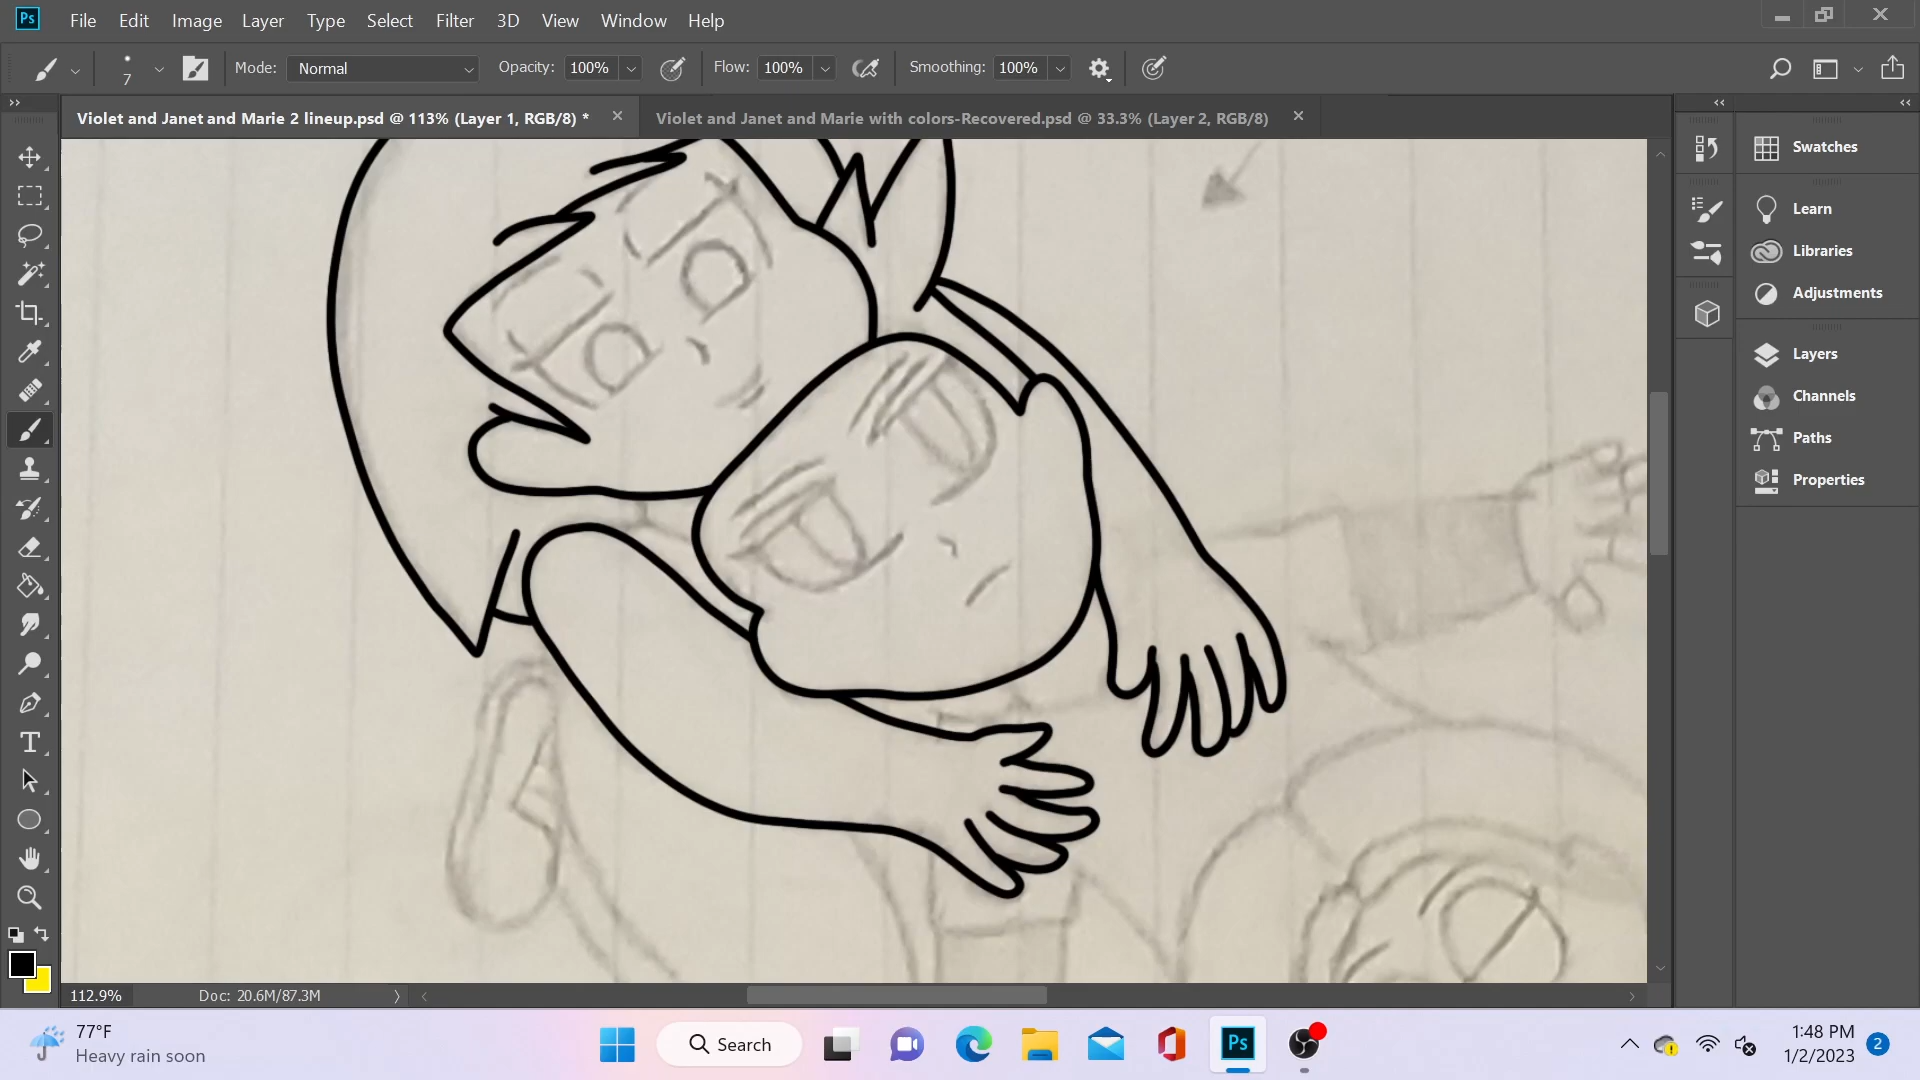 Ps File Edit Image Layer Type Select Filter 3D View Window Help
7 Mode: Normal Opacity: 100% Flow: 100% Smoothing: 100%
Violet and Janet and Marie 2 lineup.psd @ 113% (Layer 1, RGB/8) * Violet and Janet and Marie with colors-Recovered.psd @ 33.3% (Layer 2, RGB/8)
Swatches
Learn
Libraries
Adjustments
Layers
Channels
Paths
Properties
112.9% Doc: 20.6M/87.3M
77°F
Heavy rain soon
Search
Ps
1:48 PM
1/2/2023
2